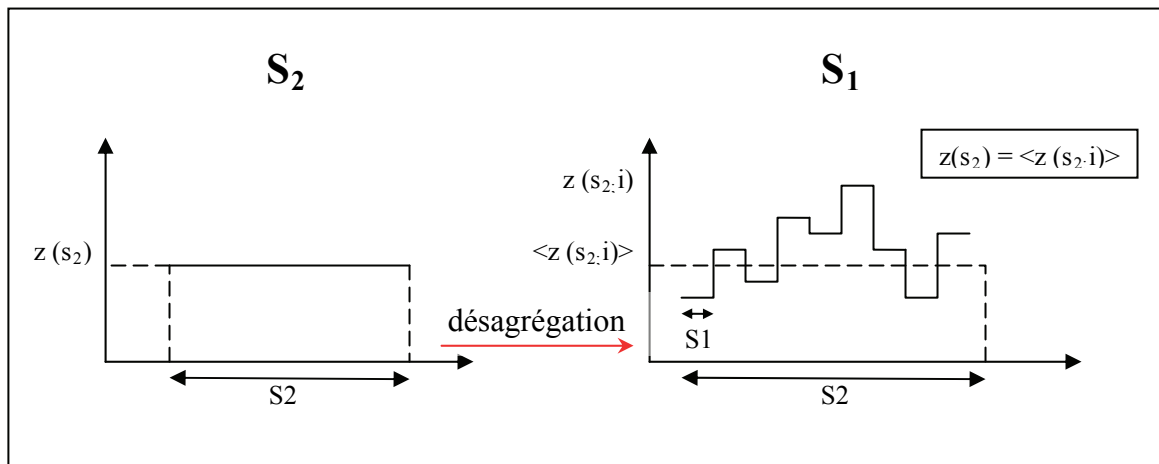 S₂
z (s₂)
S2
désagrégation
S₁
z(s₂) = <z (s₂.i)>
z (s₂;i)
<z (s₂;i)>
S1
S2